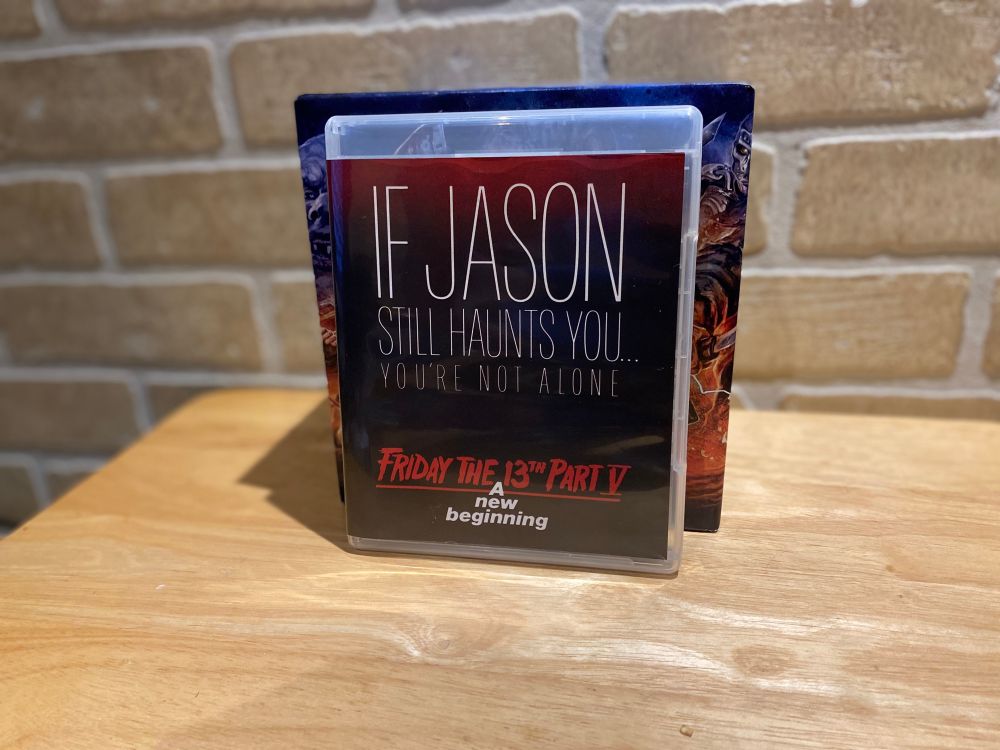 IF JASON
STILL HAUNTS YOU...
YOU'RE NOT ALONE
FRIDAY THE 13TH PART V
A
new
beginning